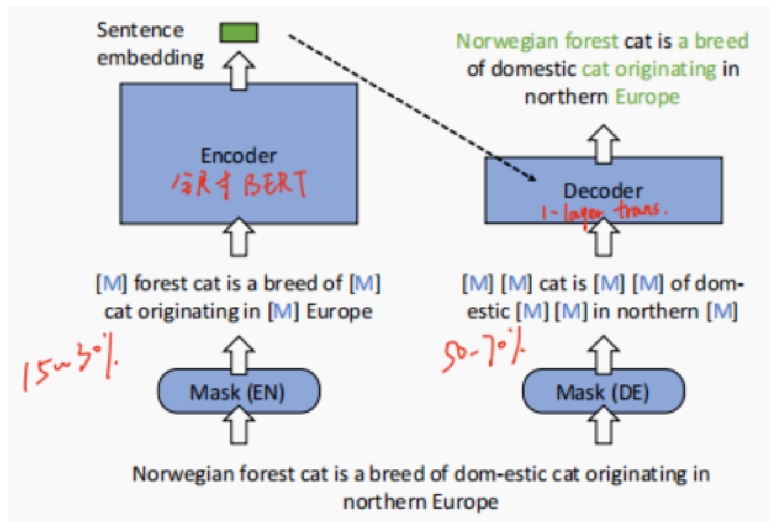 Sentence
embedding
Norwegian forest cat is a breed
of domestic cat originating in
northern Europe
Encoder
BERT
Decoder
1-layer trans.
[M] forest cat is a breed of [M]
cat originating in [M] Europe
[M] [M] cat is [M] [M] of dom-
estic [M] [M] in northern [M]
15~30%
50-70%
Mask (EN)
Mask (DE)
Norwegian forest cat is a breed of dom-estic cat originating in
northern Europe